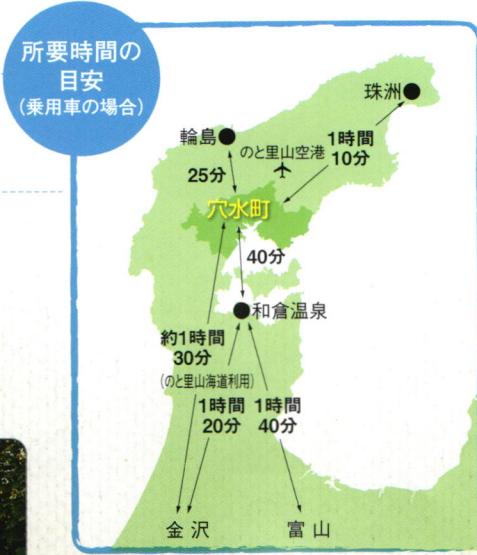 所要時間の
目安
(乗用車の場合)
珠洲
輪島
のと里山空港
1時間
10分
25分
穴水町
40分
和倉温泉
約1時間
30分
(のと里山海道利用)
1時間
20分
1時間
40分
金沢
富山